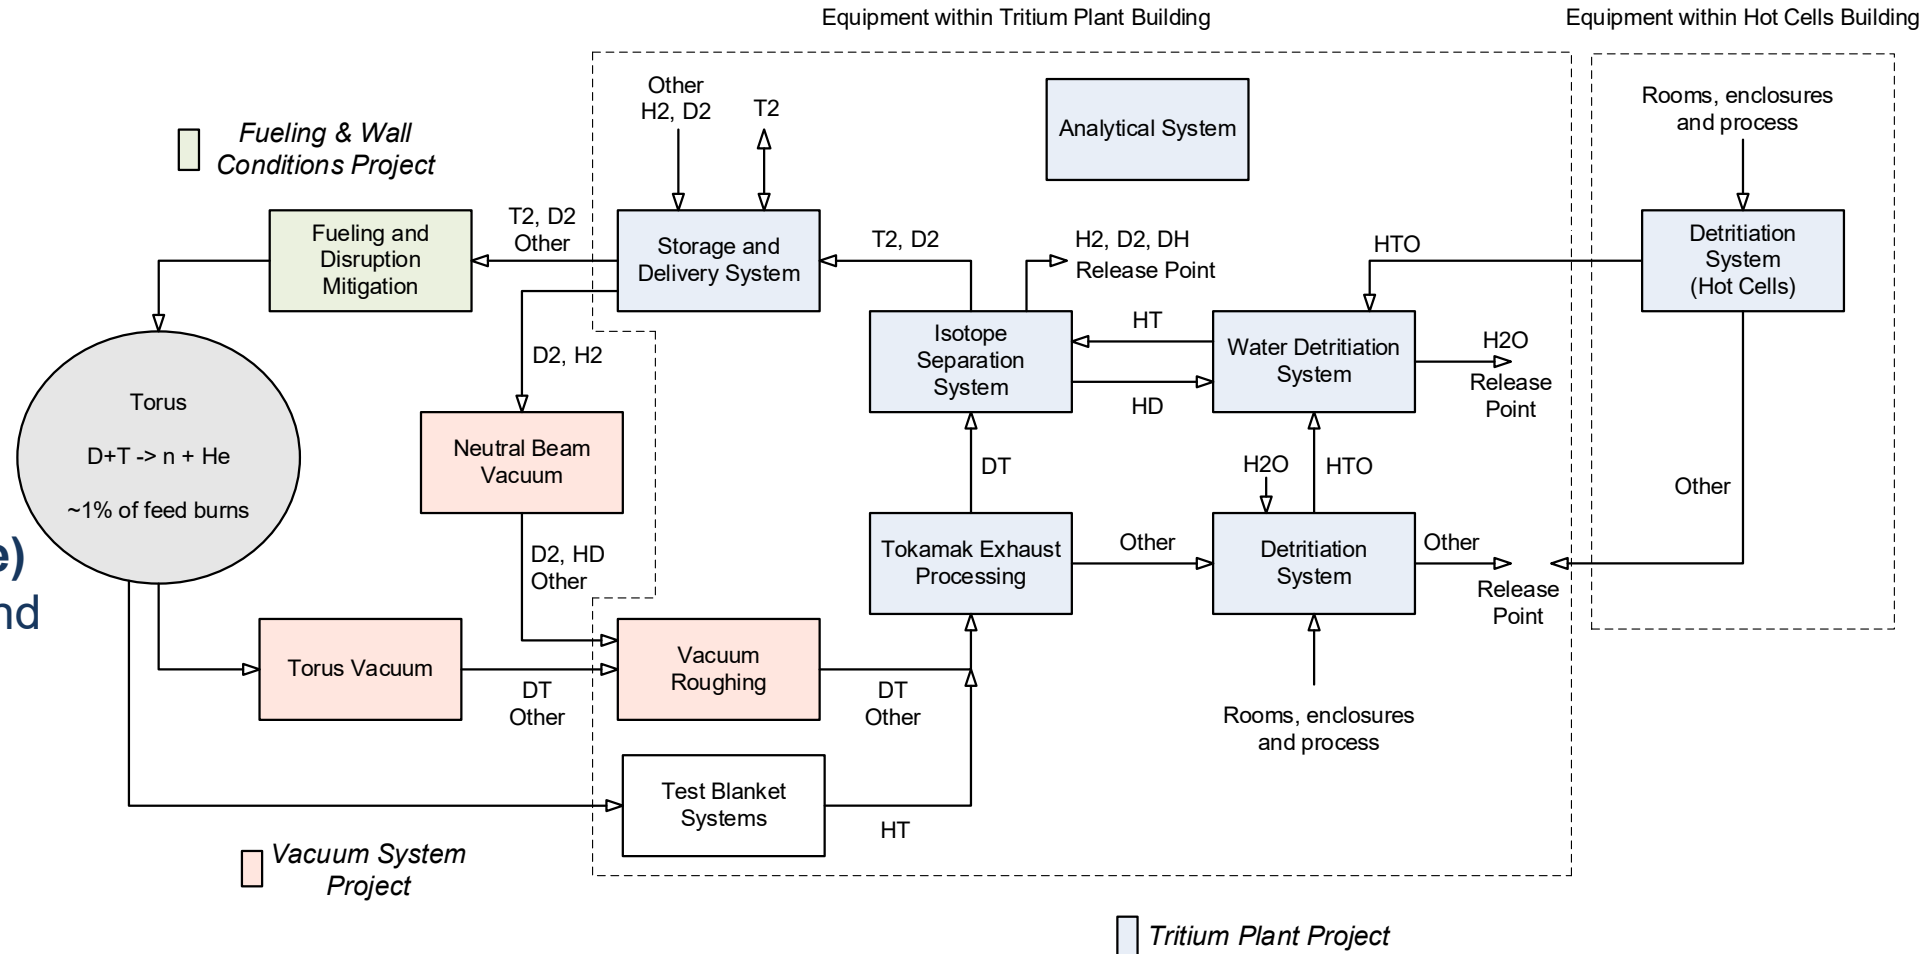 Equipment within Tritium Plant Building
Equipment within Hot Cells Building
Other
H2, D2
T2
Analytical System
Rooms, enclosures
and process
Fueling & Wall
Conditions Project
T2, D2
Other
Fueling and
Disruption
Mitigation
Storage and
Delivery System
T2, D2
H2, D2, DH
Release Point
HTO
Detritiation
System
(Hot Cells)
Isotope
Separation
System
HT
HD
Water Detritiation
System
H2O
Release
Point
D2, H2
Torus
D+T -> n + He
~1% of feed burns
Neutral Beam
Vacuum
DT
H2O
HTO
Other
e)
nd
D2, HD
Other
Tokamak Exhaust
Processing
Other
Detritiation
System
Other
Release
Point
Torus Vacuum
DT
Other
Vacuum
Roughing
DT
Other
Rooms, enclosures
and process
Test Blanket
Systems
HT
Vacuum System
Project
Tritium Plant Project